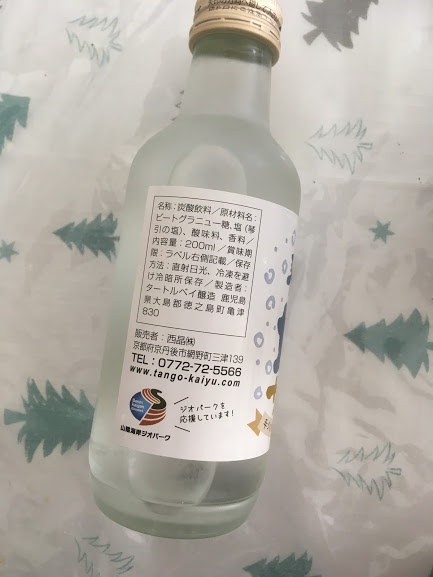 名称:炭酸飲料/原材料名:
ビートグラニュー糖、塩(琴
引の塩)、酸味料、香料/
内容量:200ml/賞味期
限:ラベル右側記載/保存
方法:直射日光、冷凍を避
け冷暗所保存/製造者:
タートルベイ醸造 鹿児島
県大島郡徳之島町亀津
830
販売者:西晶㈱
京都府京丹後市網野町三津139
TEL:0772-72-5566
www.tango-kaiyu.com
ジオパークを
応援しています!
山陰海岸ジオパーク